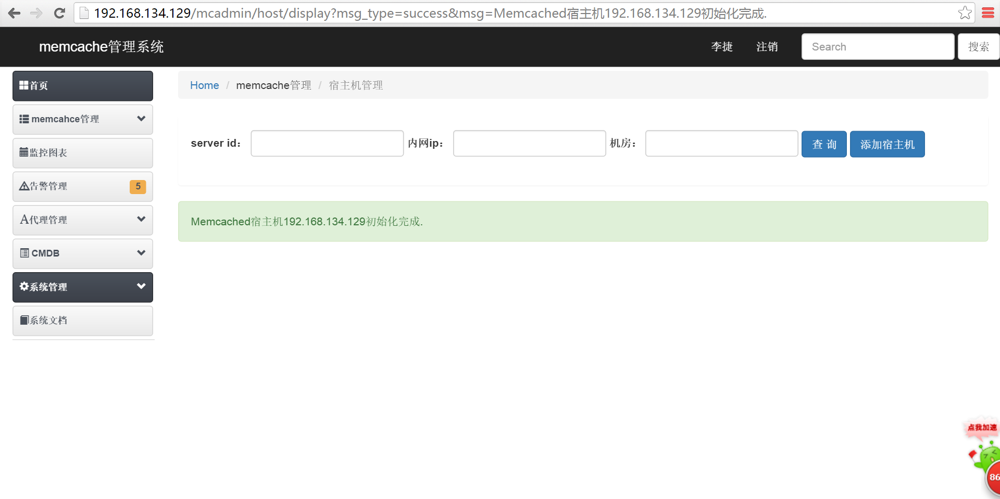 192.168.134.129/mcadmin/host/display?msg_type=success&msg=Memcached宿主机192.168.134.129初始化完成.
memcache管理系统 李捷 注销 Search 搜索
首页
memcahce管理
监控图表
告警管理 5
代理管理
CMDB
系统管理
系统文档
Home / memcache管理 / 宿主机管理
server id： 内网ip： 机房： 查 询 添加宿主机
Memcached宿主机192.168.134.129初始化完成.
点我加速
86